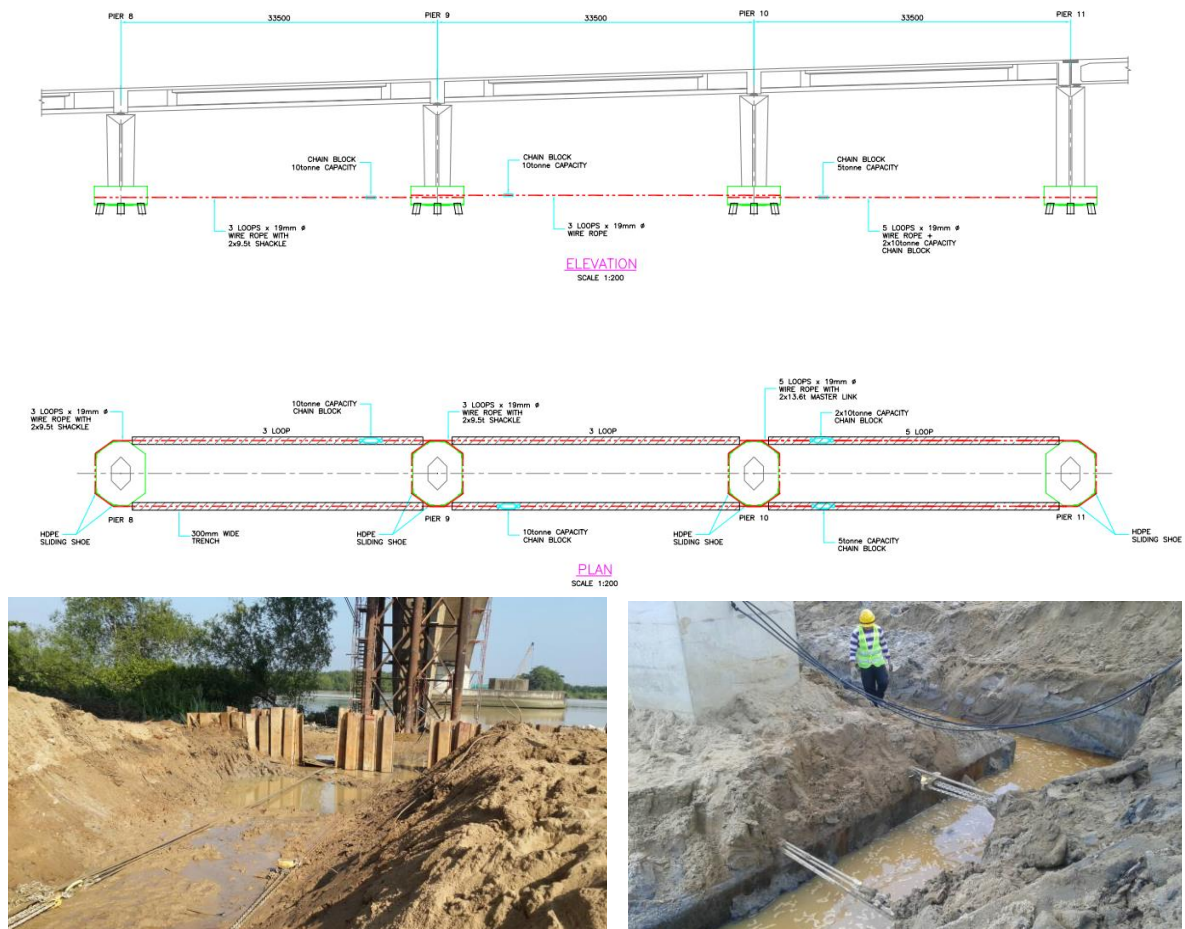 PIER 8
33500
PIER 9
33500
PIER 10
33500
PIER 11
CHAIN BLOCK
10tonne CAPACITY
CHAIN BLOCK
10tonne CAPACITY
CHAIN BLOCK
5tonne CAPACITY
3 LOOPS x 19mm ø
WIRE ROPE WITH
2x9.5t SHACKLE
3 LOOPS x 19mm ø
WIRE ROPE
5 LOOPS x 19mm ø
WIRE ROPE +
2x10tonne CAPACITY
CHAIN BLOCK
ELEVATION
SCALE 1:200
3 LOOPS x 19mm ø
WIRE ROPE WITH
2x9.5t SHACKLE
10tonne CAPACITY
CHAIN BLOCK
3 LOOP
3 LOOPS x 19mm ø
WIRE ROPE WITH
2x9.5t SHACKLE
3 LOOP
5 LOOPS x 19mm ø
WIRE ROPE WITH
2x13.6t MASTER LINK
2x10tonne CAPACITY
CHAIN BLOCK
5 LOOP
HDPE
SLIDING SHOE
PIER 8
300mm WIDE
TRENCH
HDPE
SLIDING SHOE
PIER 9
10tonne CAPACITY
CHAIN BLOCK
HDPE
SLIDING SHOE
PIER 10
5tonne CAPACITY
CHAIN BLOCK
PIER 11
HDPE
SLIDING SHOE
PLAN
SCALE 1:200